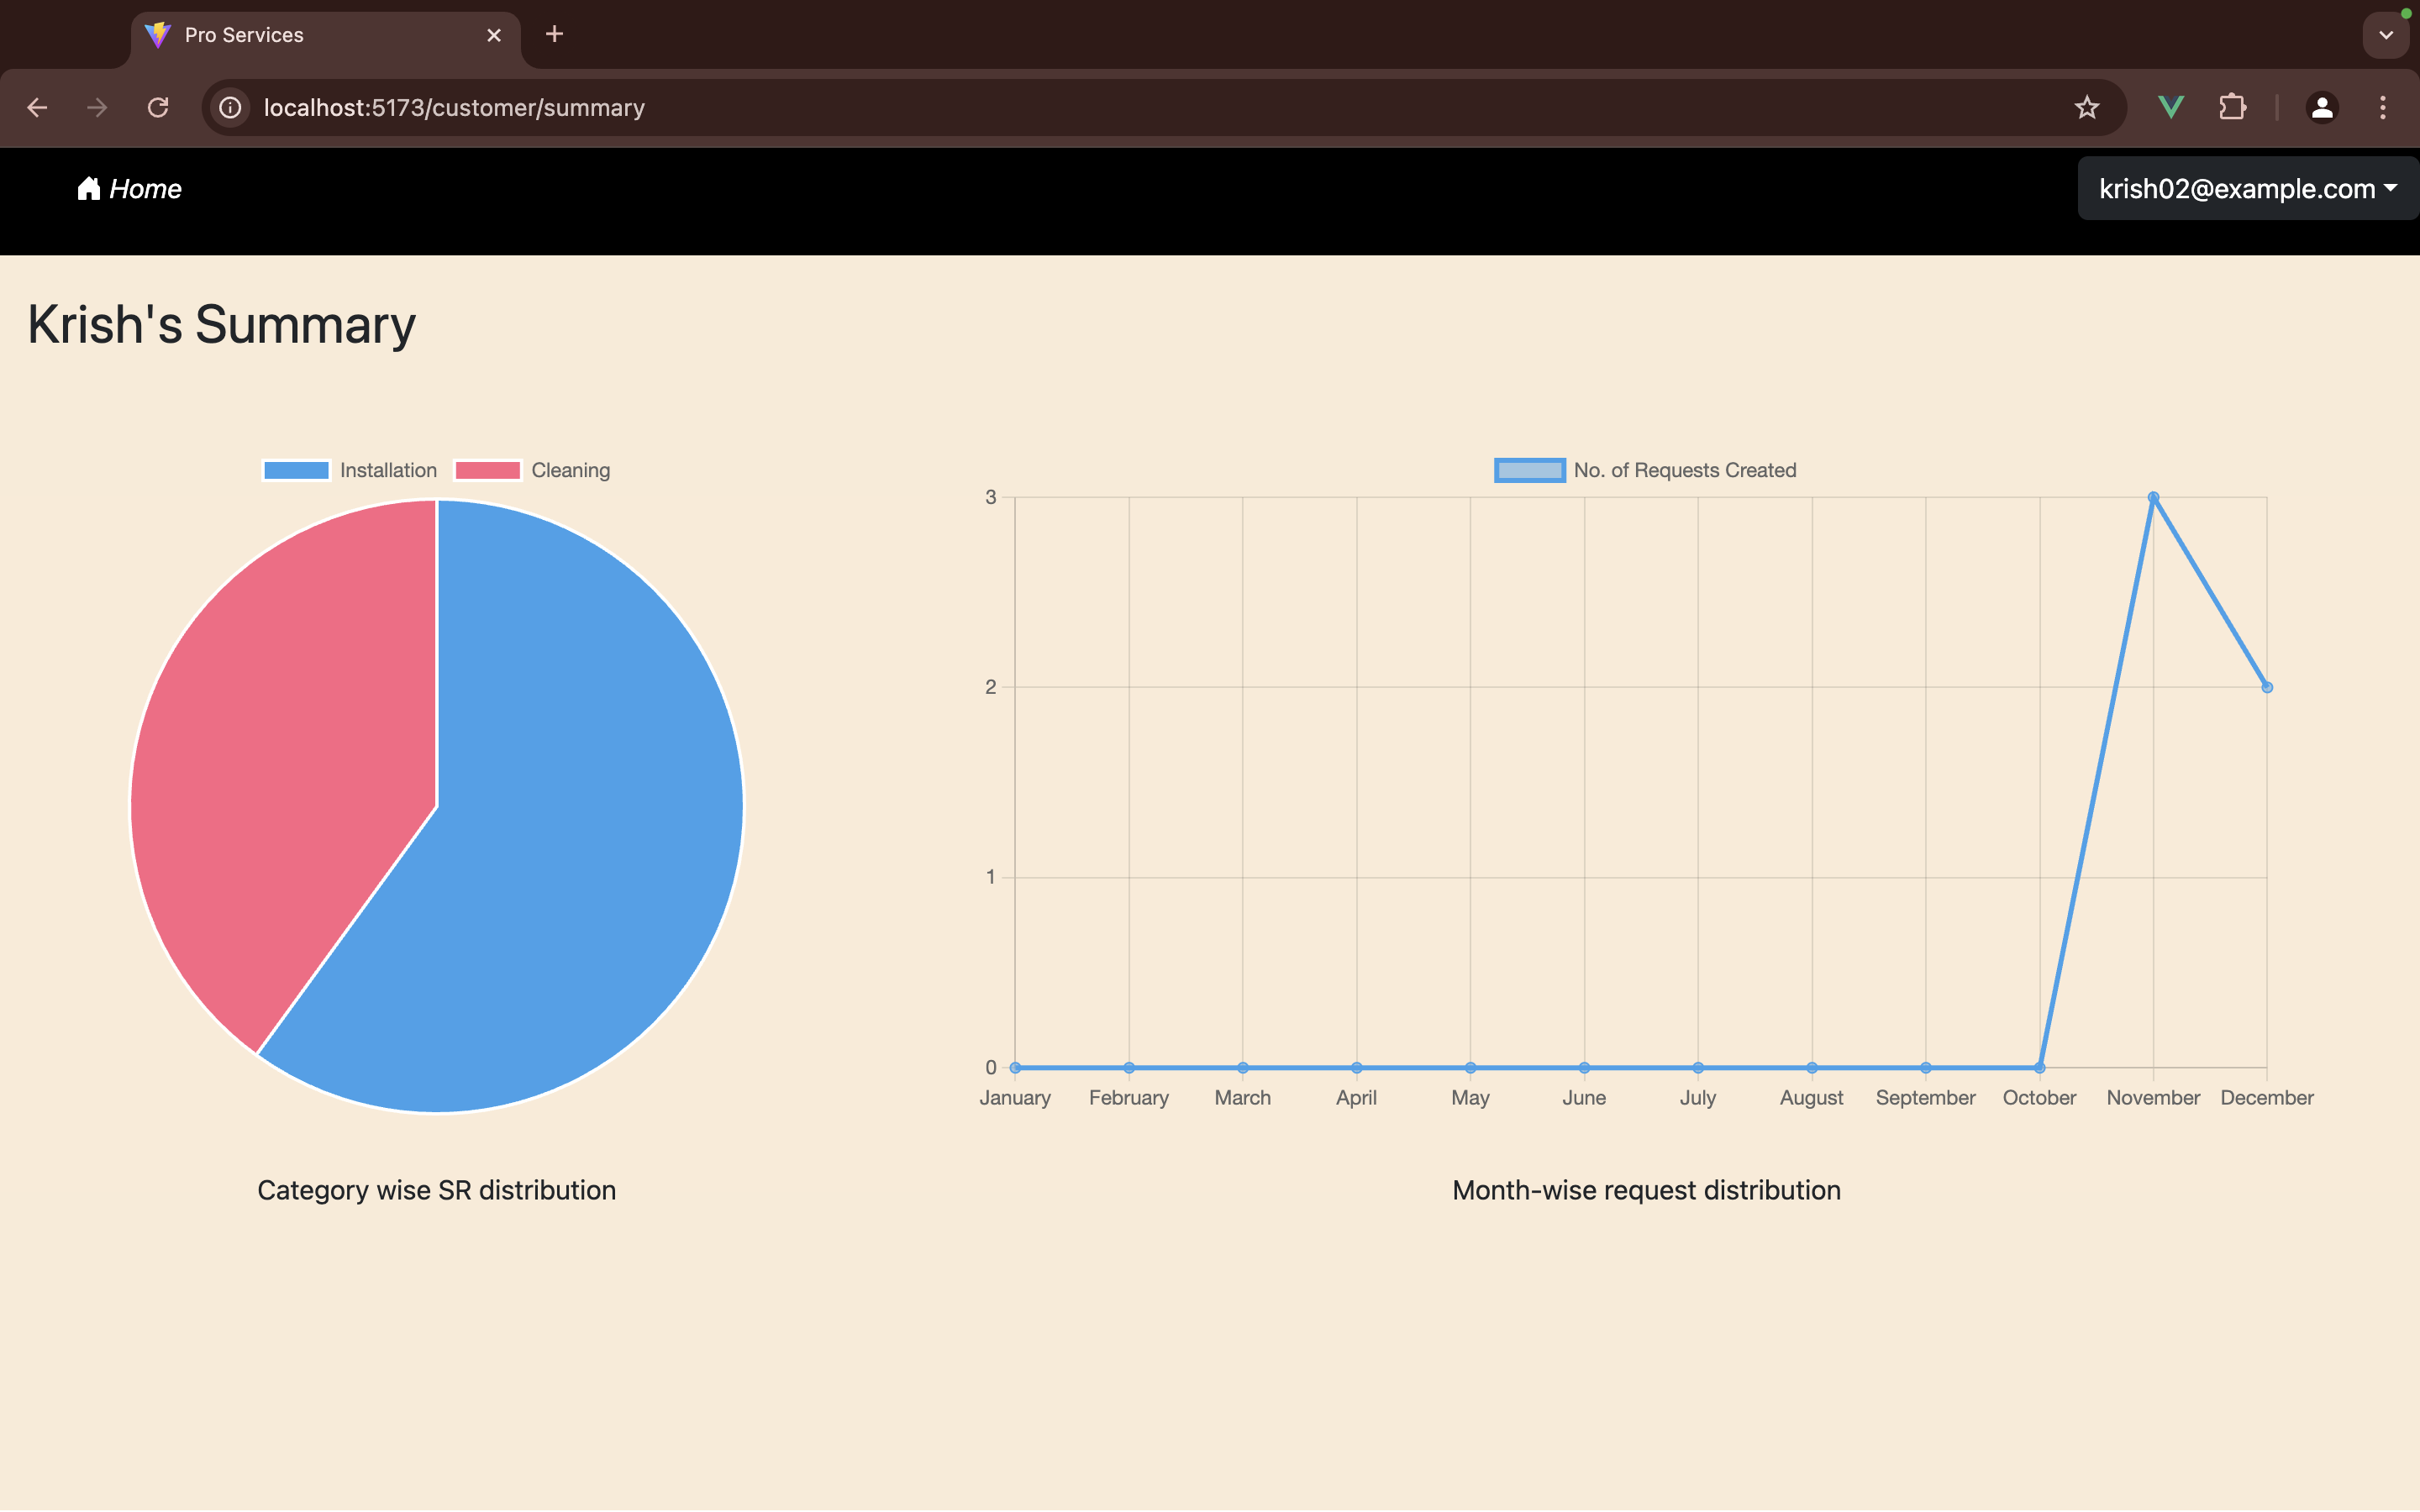 Pro Services
localhost:5173/customer/summary
Home
krish02@example.com
Krish's Summary
Installation Cleaning
Category wise SR distribution
No. of Requests Created
3
2
1
0
January February March April May June July August September October November December
Month-wise request distribution